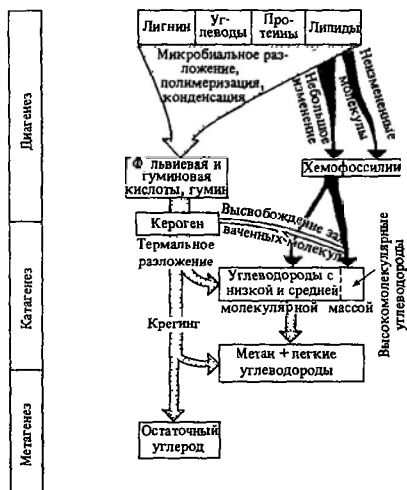 Лигнин
Уг-
леводы
Про-
теины
Липиды
Микробиальное раз-
ложение,
полимеризация,
конденсация
Небольшое
изменение
Неизмененные
молекулы
Диагенез
Ф львиевая и
гуминовая
кислоты, гумин
Хемофоссилии
Кероген
Высвобождение за
ваченных молекул
Термальное
разложение
Углеводороды с
низкой и средней
молекулярной массой
Высокомолекулярные
углеводороды
Катагенез
Крегинг
Метан + легкие
углеводороды
Метагенез
Остаточный
углерод